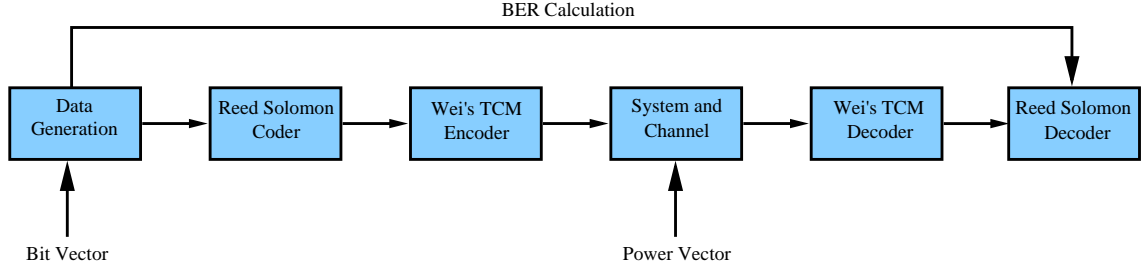 BER Calculation
Data
Generation
Reed Solomon
Coder
Wei's TCM
Encoder
System and
Channel
Wei's TCM
Decoder
Reed Solomon
Decoder
Bit Vector
Power Vector